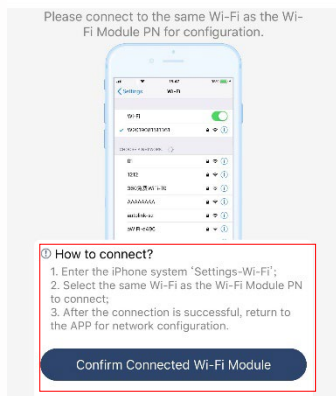 Please connect to the same Wi-Fi as the Wi-
Fi Module PN for configuration.
Settings
Wi-Fi
Wi-Fi
1212
AAAAAAAA
How to connect?
1. Enter the iPhone system 'Settings-Wi-Fi';
2. Select the same Wi-Fi as the Wi-Fi Module PN
to connect;
3. After the connection is successful, return to
the APP for network configuration.
Confirm Connected Wi-Fi Module